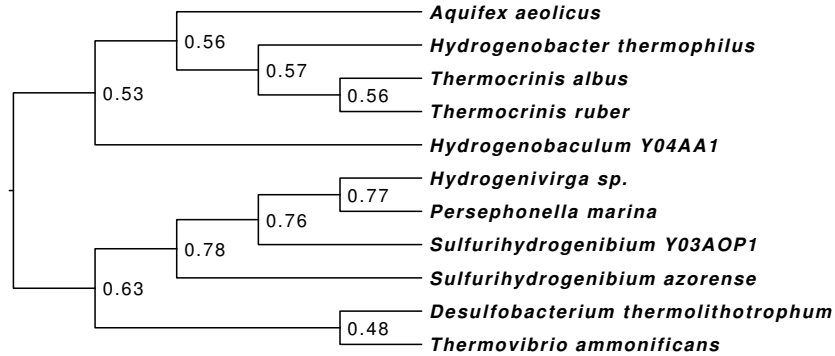 Aquifex aeolicus
0.56
Hydrogenobacter thermophilus
0.57
Thermocrinis albus
0.53
0.56
Thermocrinis ruber
Hydrogenobaculum Y04AA1
Hydrogenivirga sp.
0.77
Persephonella marina
0.76
Sulfurihydrogenibium Y03AOP1
0.78
Sulfurihydrogenibium azorense
0.63
Desulfobacterium thermolithotrophum
0.48
Thermovibrio ammonificans